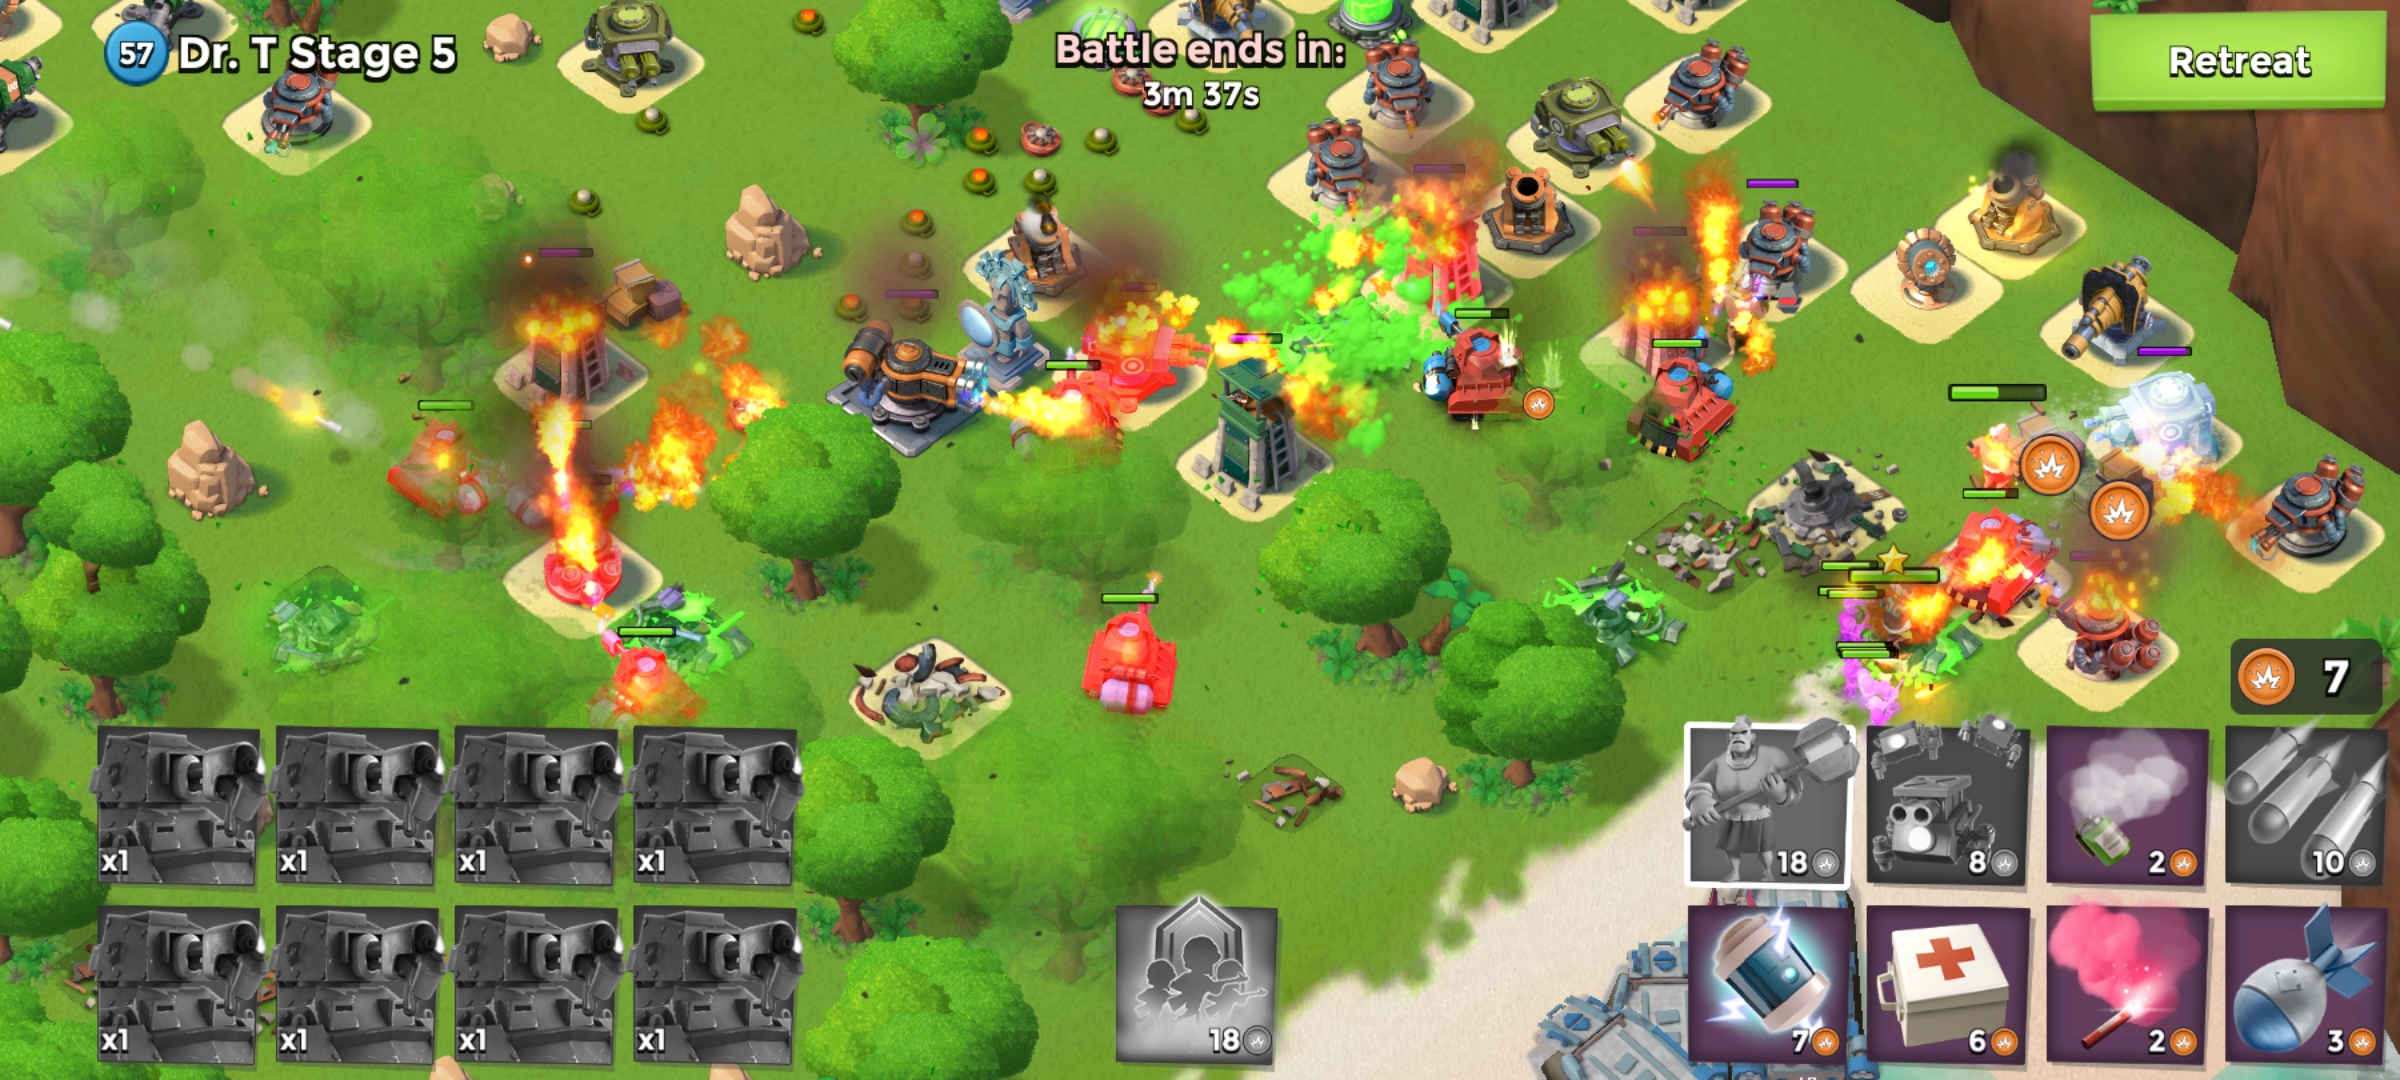 57 Dr. T Stage 5
Battle ends in:
3m 37s
Retreat
7
x1 x1 x1 x1
18 8 2 10
x1 x1 x1 x1
18
7 6 2 3